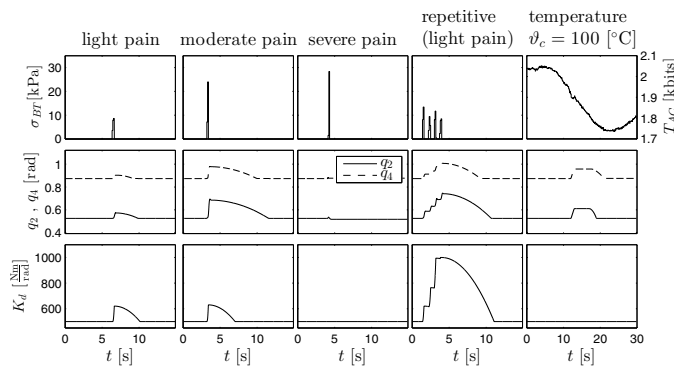 light pain
moderate pain
severe pain
repetitive
(light pain)
temperature
ϑc = 100 [°C]
σBT [kPa]
30
20
10
0
2.1
2
1.9
1.8
1.7
TAC [kbits]
q2 , q4 [rad]
1
0.8
0.6
0.4
q2
q4
Kd [Nm/rad]
1000
800
600
0 5 10
0 5 10
0 5 10
0 5 10
0 10 20 30
t [s]
t [s]
t [s]
t [s]
t [s]